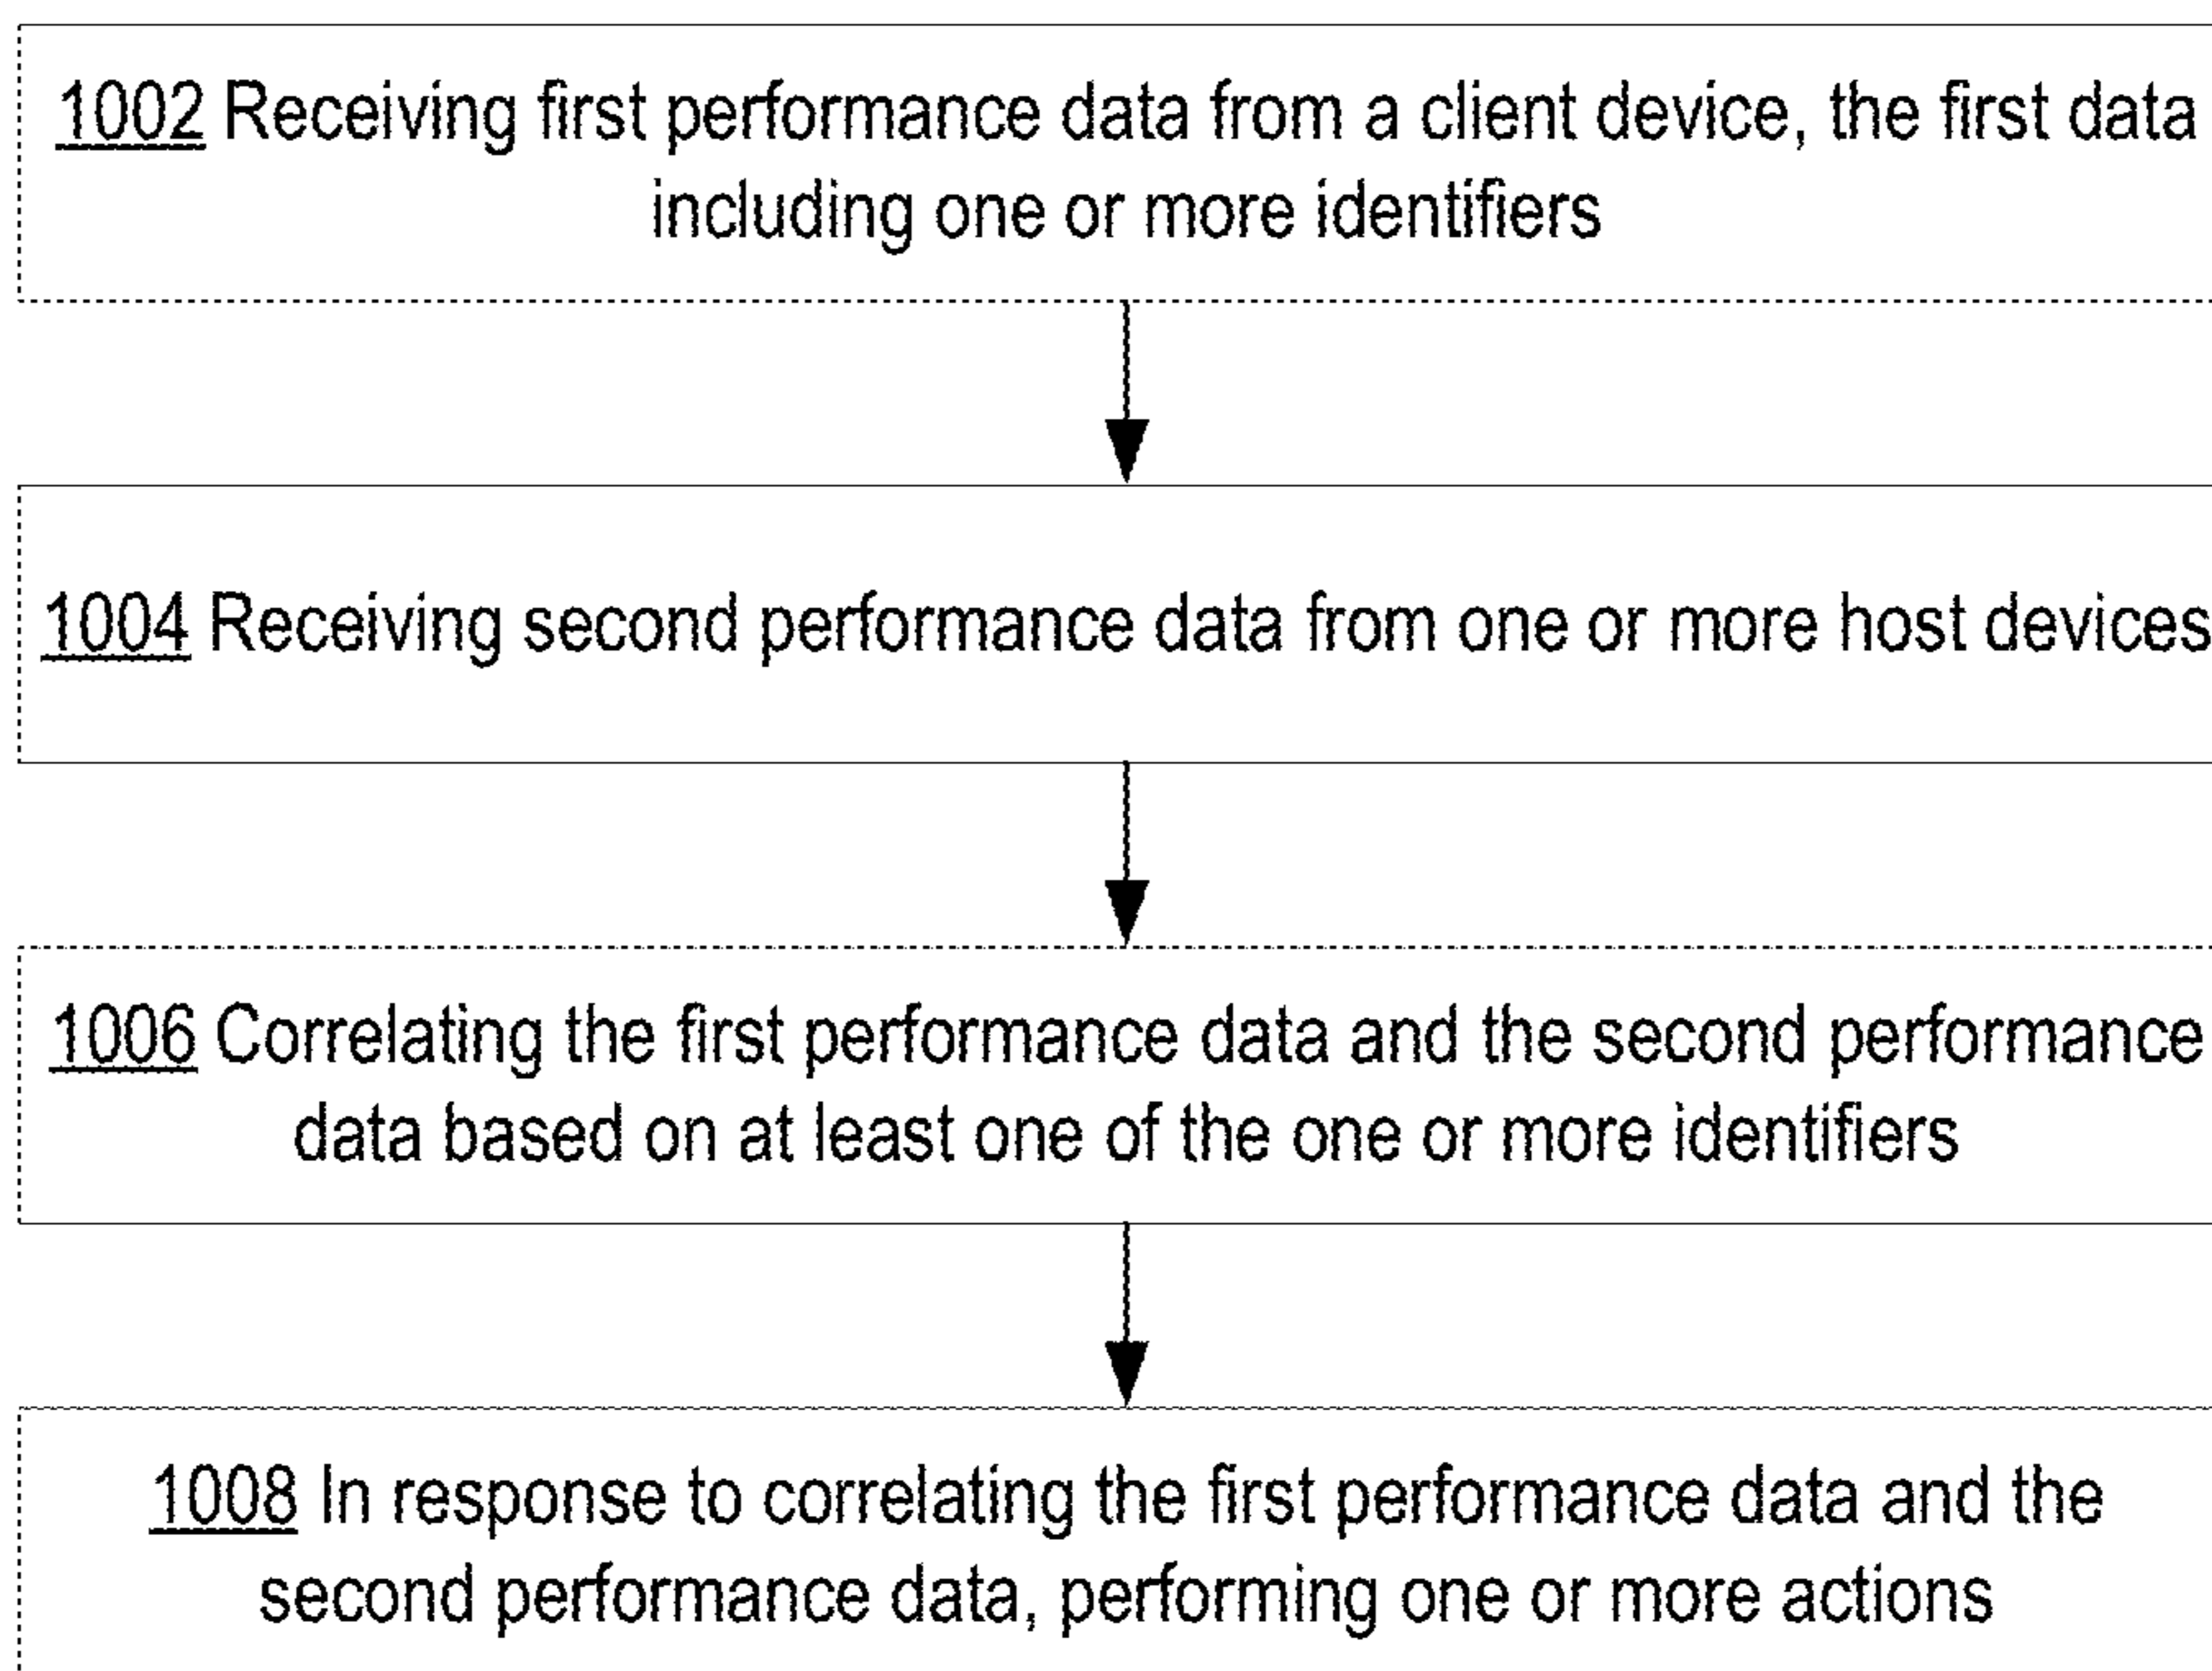 1002 Receiving first performance data from a client device, the first data
including one or more identifiers
1004 Receiving second performance data from one or more host devices
1006 Correlating the first performance data and the second performance
data based on at least one of the one or more identifiers
1008 In response to correlating the first performance data and the
second performance data, performing one or more actions